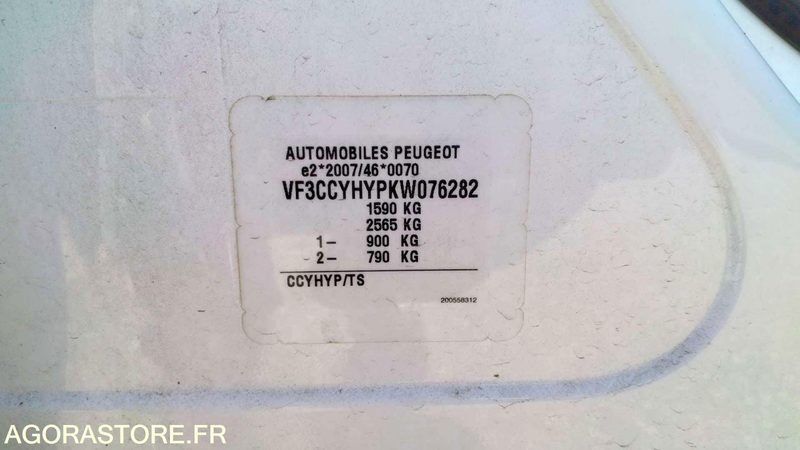 AUTOMOBILES PEUGEOT
e2*2007/46*0070
VF3CCYHYPKW076282
1590 KG
2565 KG
1- 900 KG
2- 790 KG
CCYHYP/TS
200558312
AGORASTORE.FR